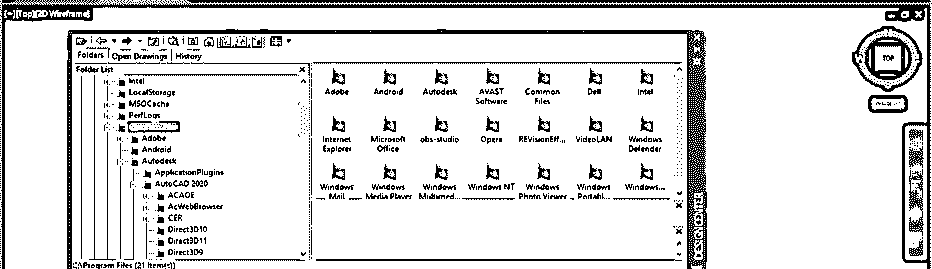 [−][Top][2D Wireframe]
TOP
Folders Open Drawings History
Folder List
Intel
LocalStorage
MSOCache
PerfLogs
Adobe
Android
Autodesk
ApplicationPlugins
AutoCAD 2020
ACADE
AcWebBrowser
CER
Direct3D10
Direct3D11
Direct3D9
Adobe Android Autodesk AVAST Software Common Files Dell Intel
Internet Explorer Microsoft Office obs-studio Opera REVisionEff... VideoLAN Windows Defender
Windows Mail Windows Media Player Windows Multimed... Windows NT Windows Photo Viewer Windows Portabl... Windows...
C:\Program Files (21 Item(s))